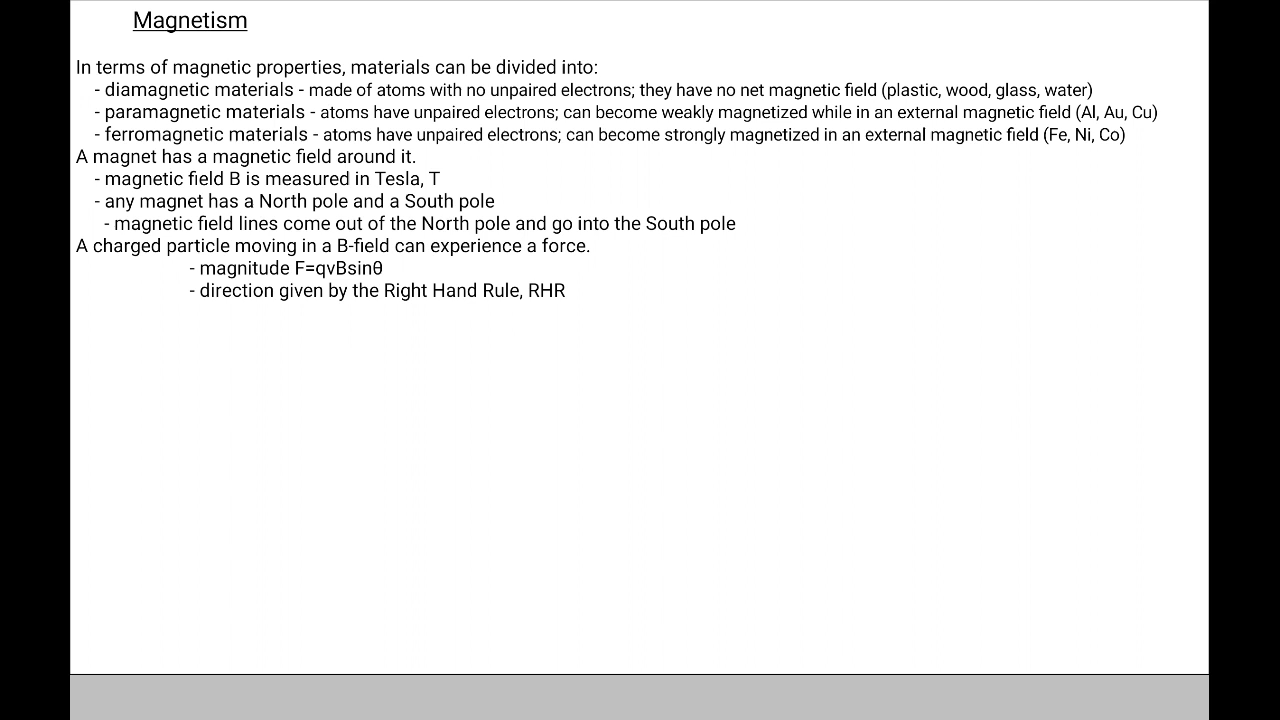 Magnetism
In terms of magnetic properties, materials can be divided into:
- diamagnetic materials - made of atoms with no unpaired electrons; they have no net magnetic field (plastic, wood, glass, water)
- paramagnetic materials - atoms have unpaired electrons; can become weakly magnetized while in an external magnetic field (Al, Au, Cu)
- ferromagnetic materials - atoms have unpaired electrons; can become strongly magnetized in an external magnetic field (Fe, Ni, Co)
A magnet has a magnetic field around it.
- magnetic field B is measured in Tesla, T
- any magnet has a North pole and a South pole
- magnetic field lines come out of the North pole and go into the South pole
A charged particle moving in a B-field can experience a force.
- magnitude F=qvBsinθ
- direction given by the Right Hand Rule, RHR